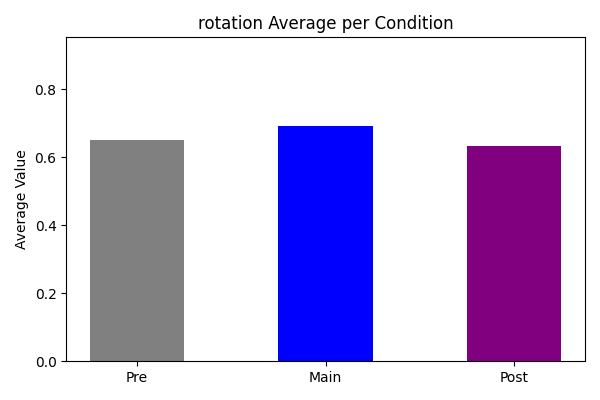 rotation Average per Condition
Average Value
0.8
0.6
0.4
0.2
0.0
Pre
Main
Post